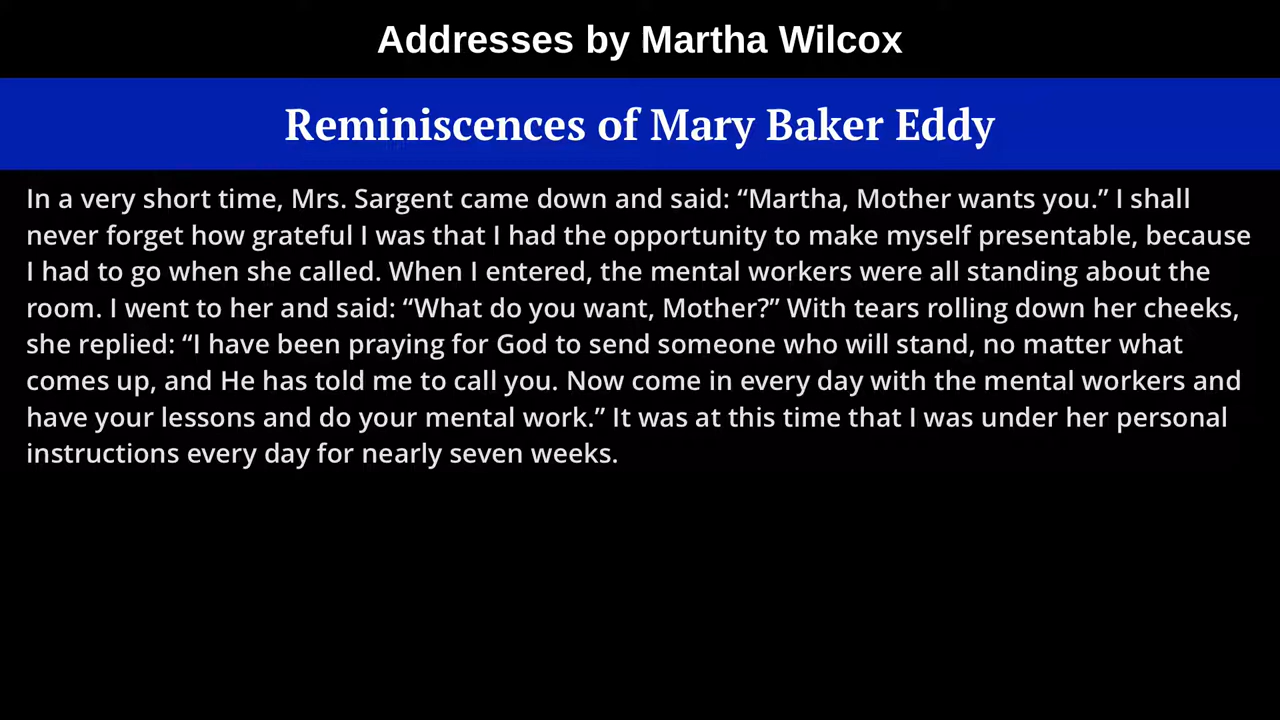 Addresses by Martha Wilcox
Reminiscences of Mary Baker Eddy
In a very short time, Mrs. Sargent came down and said: “Martha, Mother wants you.” I shall
never forget how grateful I was that I had the opportunity to make myself presentable, because
I had to go when she called. When I entered, the mental workers were all standing about the
room. I went to her and said: “What do you want, Mother?” With tears rolling down her cheeks,
she replied: “I have been praying for God to send someone who will stand, no matter what
comes up, and He has told me to call you. Now come in every day with the mental workers and
have your lessons and do your mental work.” It was at this time that I was under her personal
instructions every day for nearly seven weeks.